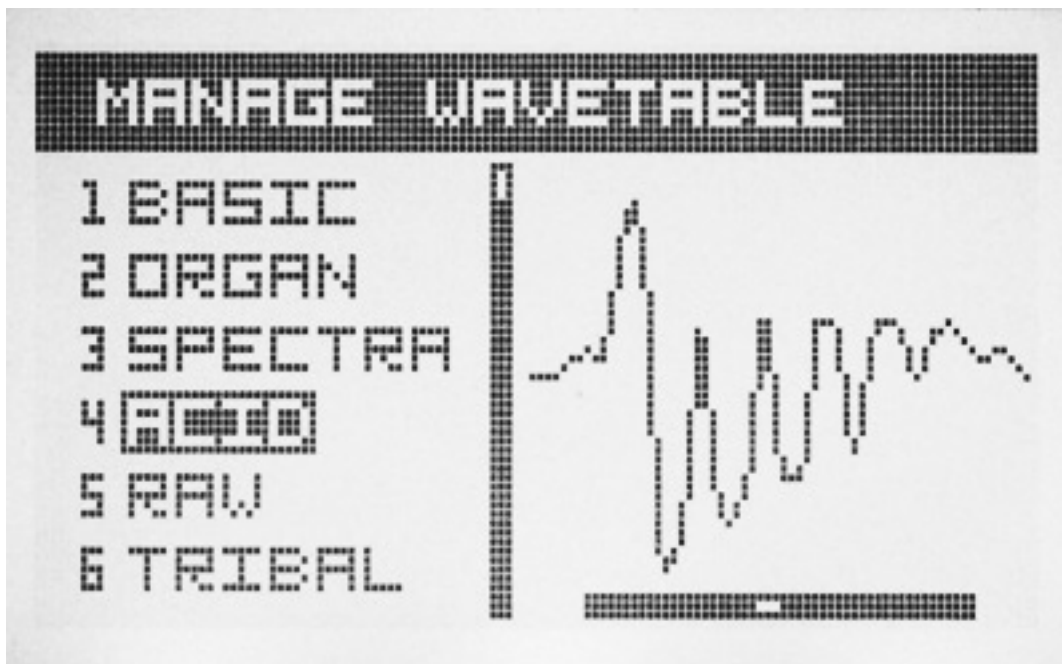 MANAGE WAVETABLE
1 BASIC
2 ORGAN
3 SPECTRA
4 ACID
5 RAW
6 TRIBAL